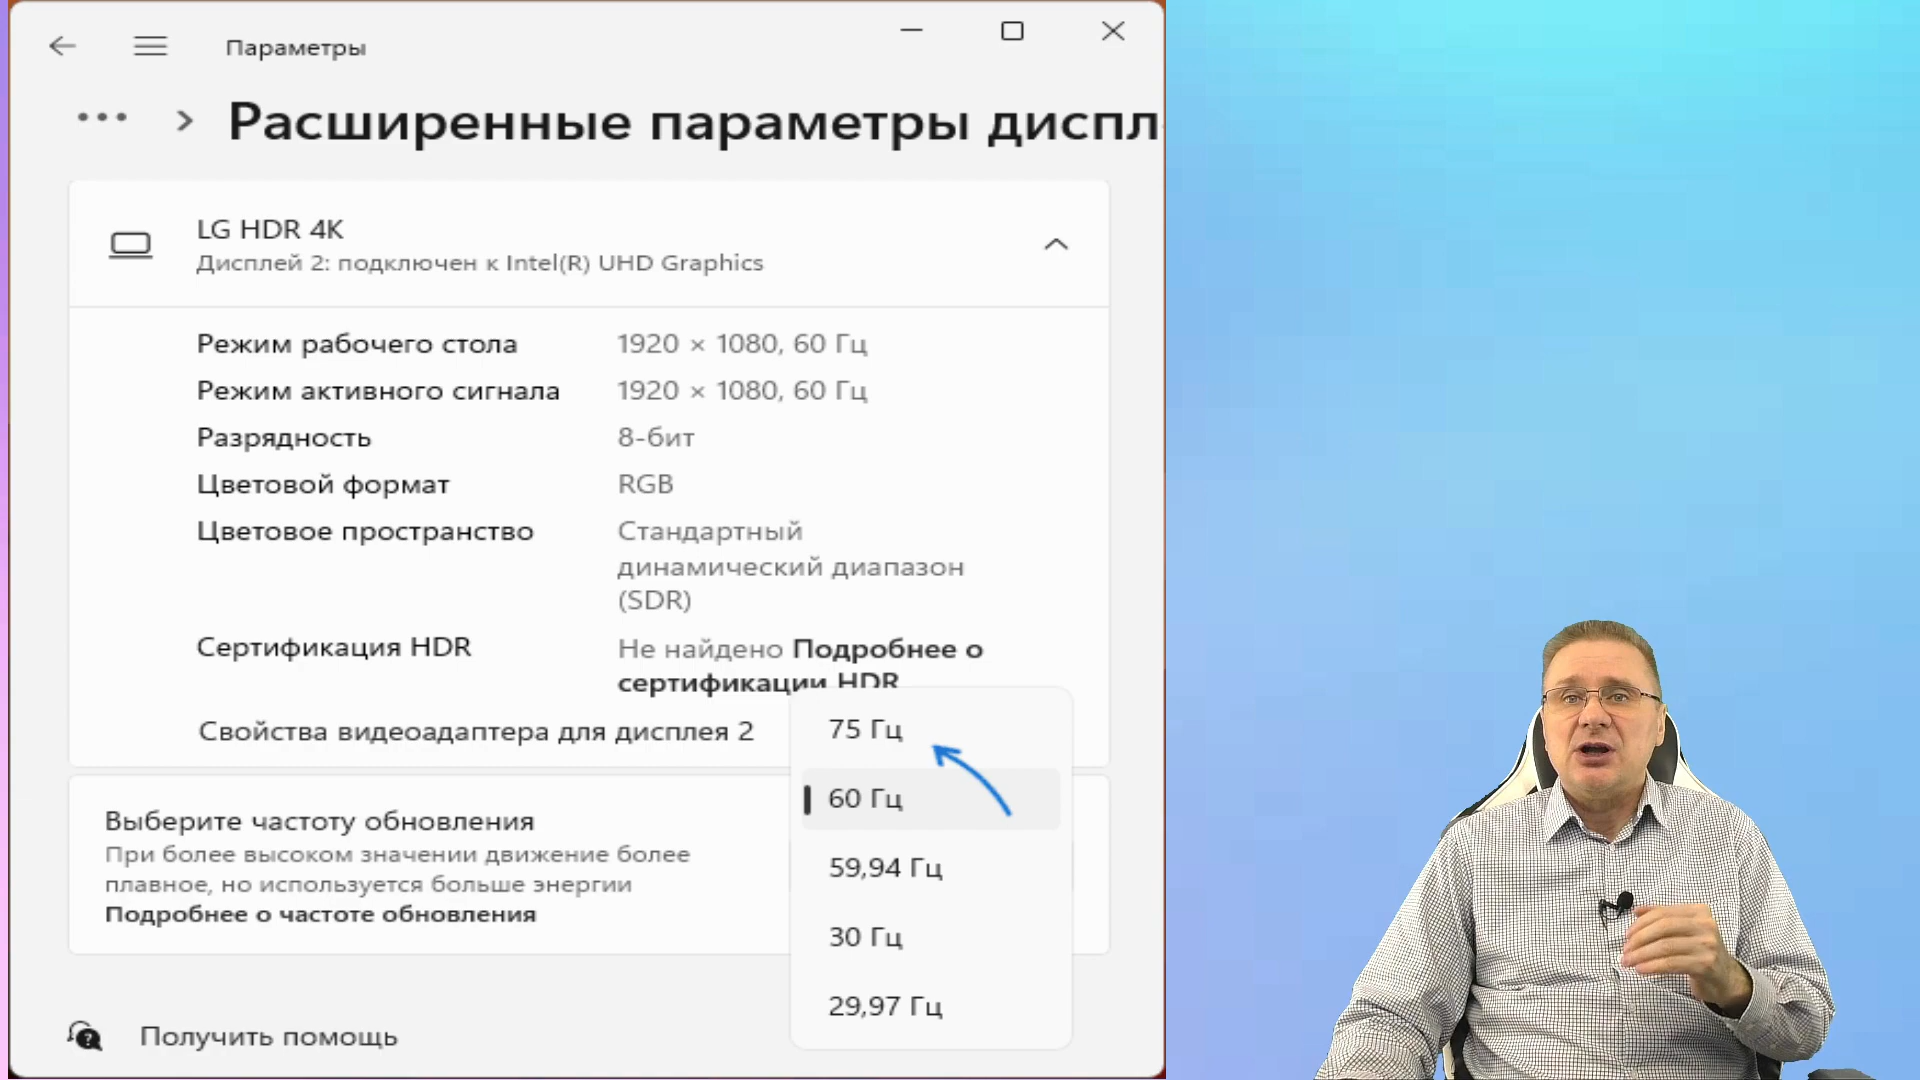 Параметры
Расширенные параметры диспл
LG HDR 4K
Дисплей 2: подключен к Intel(R) UHD Graphics
Режим рабочего стола 1920 × 1080, 60 Гц
Режим активного сигнала 1920 × 1080, 60 Гц
Разрядность 8-бит
Цветовой формат RGB
Цветовое пространство Стандартный
динамический диапазон
(SDR)
Сертификация HDR Не найдено Подробнее о
сертификации HDR
Свойства видеоадаптера для дисплея 2
75 Гц
60 Гц
59,94 Гц
30 Гц
29,97 Гц
Выберите частоту обновления
При более высоком значении движение более
плавное, но используется больше энергии
Подробнее о частоте обновления
Получить помощь